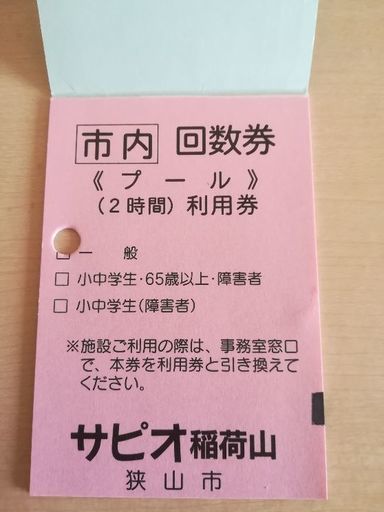 市内 回数券
《プール》
(2時間)利用券
□一 般
□ 小中学生・65歳以上・障害者
□ 小中学生(障害者)
※施設ご利用の際は、事務室窓口
で、本券を利用券と引き換えて
ください。
サピオ稲荷山
狭山市